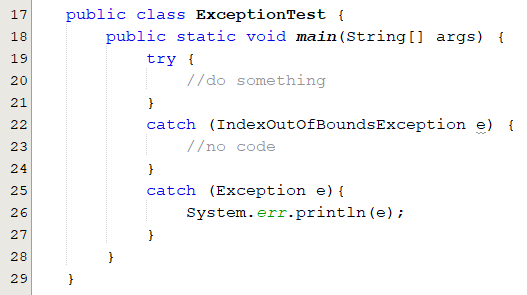 17 public class ExceptionTest {
18 public static void main(String[] args) {
19 try {
20 //do something
21 }
22 catch (IndexOutOfBoundsException e) {
23 //no code
24 }
25 catch (Exception e){
26 System.err.println(e);
27 }
28 }
29 }